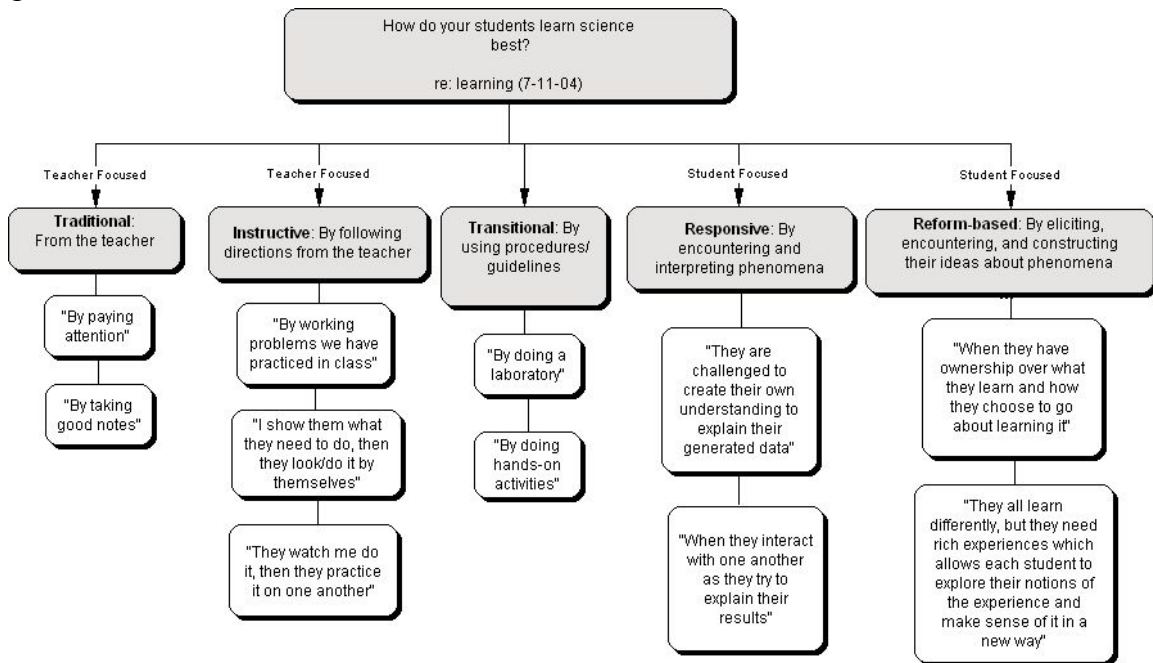 How do your students learn science
best?
re: learning (7-11-04)
Teacher Focused
Teacher Focused
Student Focused
Student Focused
Traditional:
From the teacher
Instructive: By following
directions from the teacher
Transitional: By
using procedures/
guidelines
Responsive: By
encountering and
interpreting phenomena
Reform-based: By eliciting,
encountering, and constructing
their ideas about phenomena
"By paying
attention"
"By taking
good notes"
"By working
problems we have
practiced in class"
"I show them what
they need to do, then
they look/do it by
themselves"
"They watch me do
it, then they practice
it on one another"
"By doing a
laboratory"
"By doing
hands-on
activities"
"They are
challenged to
create their own
understanding to
explain their
generated data"
"When they interact
with one another
as they try to
explain their
results"
"When they have
ownership over what
they learn and how
they choose to go
about learning it"
"They all learn
differently, but they need
rich experiences which
allows each student to
explore their notions of
the experience and
make sense of it in a
new way"